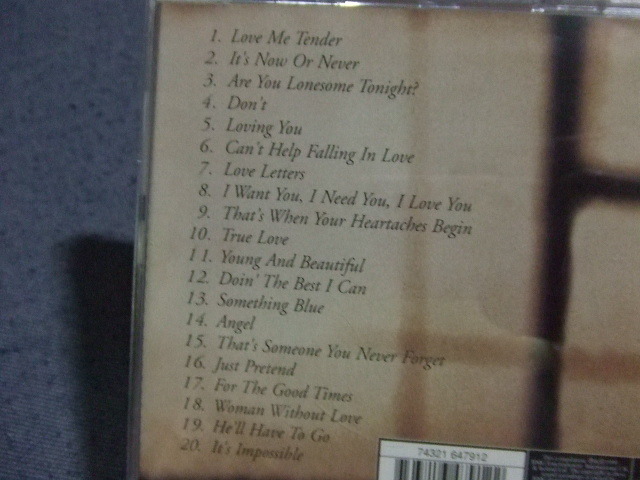 1. Love Me Tender
2. It's Now Or Never
3. Are You Lonesome Tonight?
4. Don't
5. Loving You
6. Can't Help Falling In Love
7. Love Letters
8. I Want You, I Need You, I Love You
9. That's When Your Heartaches Begin
10. True Love
11. Young And Beautiful
12. Doin' The Best I Can
13. Something Blue
14. Angel
15. That's Someone You Never Forget
16. Just Pretend
17. For The Good Times
18. Woman Without Love
19. He'll Have To Go
20. It's Impossible
74321 647912